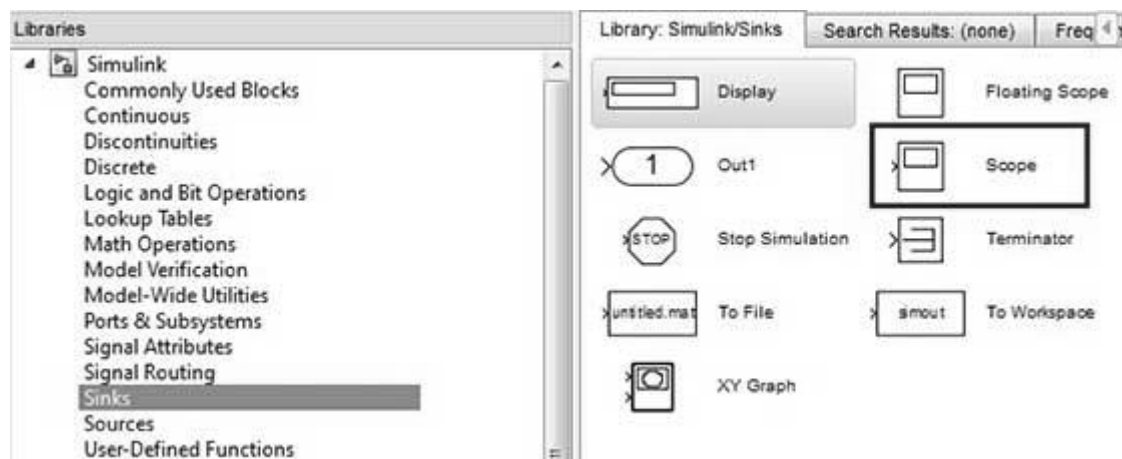 Libraries
Simulink
Commonly Used Blocks
Continuous
Discontinuities
Discrete
Logic and Bit Operations
Lookup Tables
Math Operations
Model Verification
Model-Wide Utilities
Ports & Subsystems
Signal Attributes
Signal Routing
Sinks
Sources
User-Defined Functions
Library: Simulink/Sinks
Search Results: (none)
Freq
Display
Floating Scope
1
Out1
Scope
STOP
Stop Simulation
Terminator
untitled.mat
To File
simout
To Workspace
XY Graph